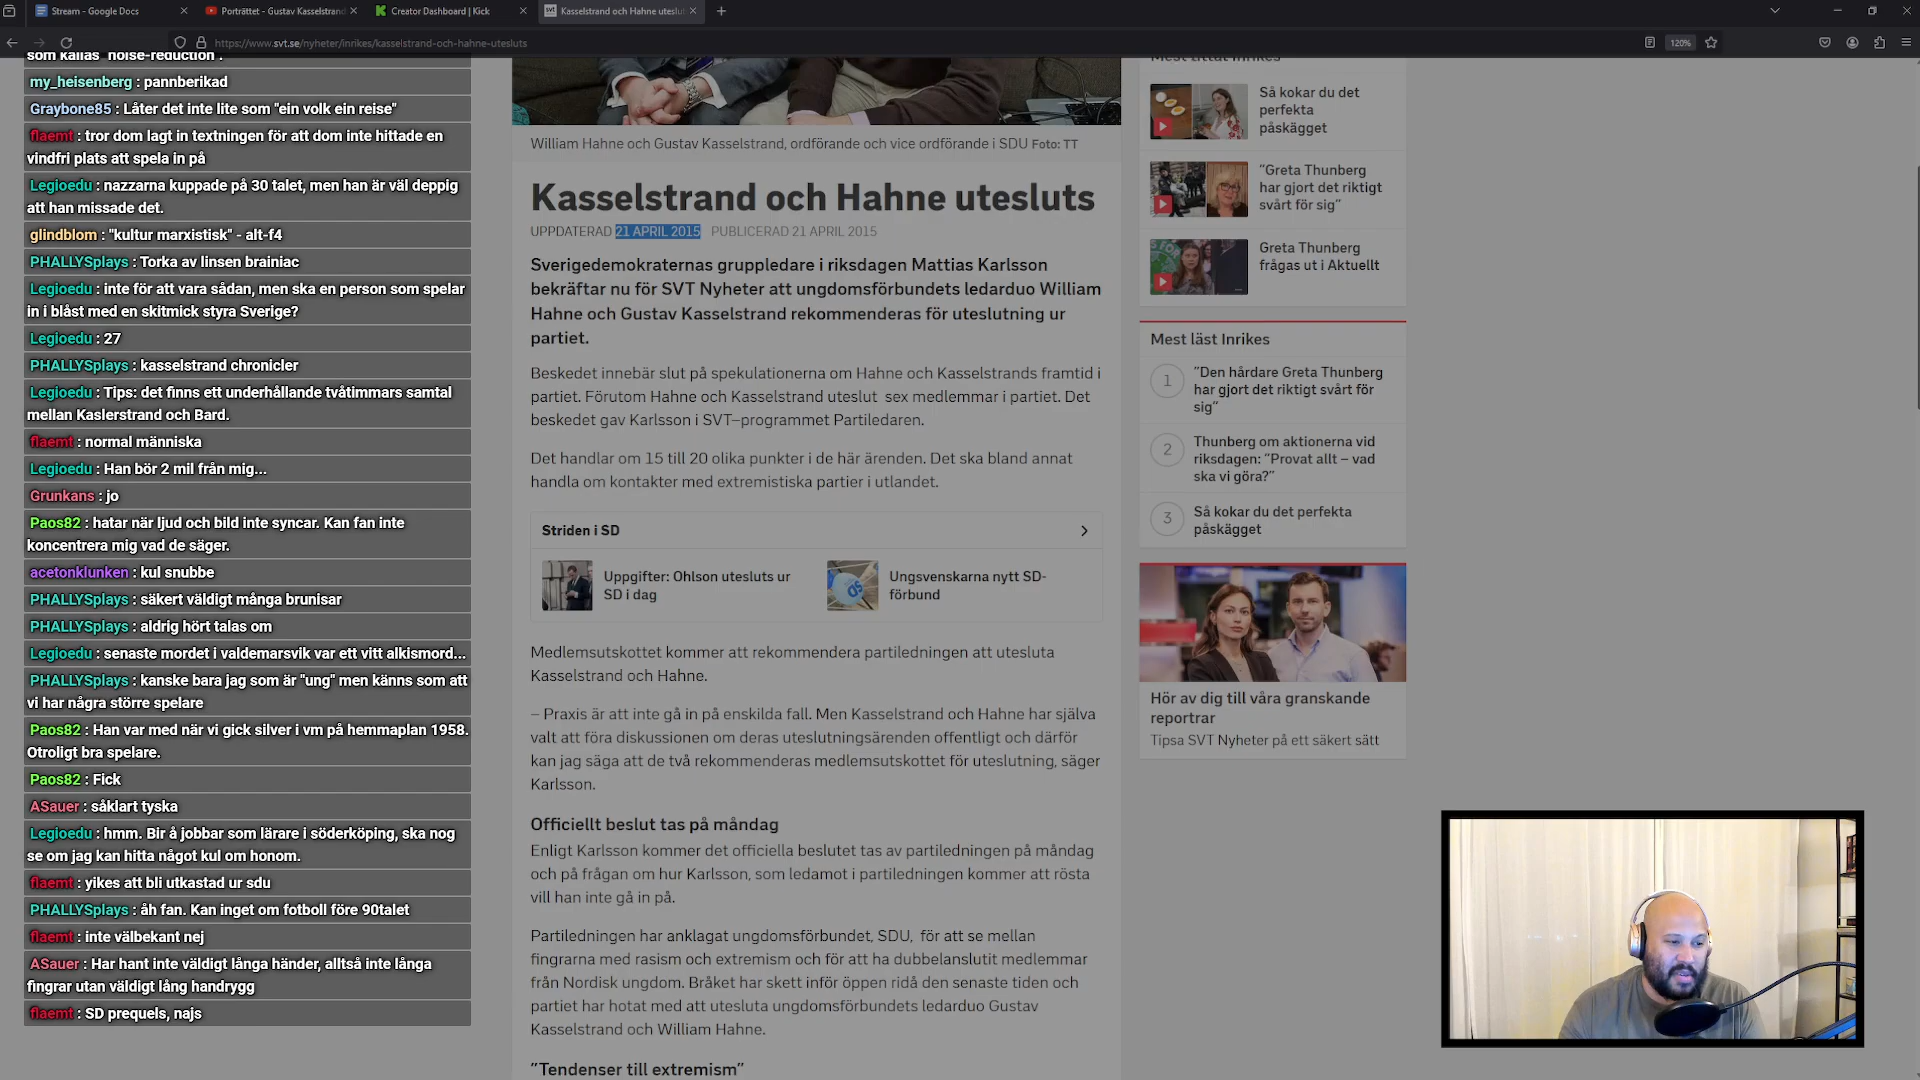 Stream - Google Docs
Porträttet - Gustav Kasselstrand
Creator Dashboard | Kick
Kasselstrand och Hahne uteslut
https://www.svt.se/nyheter/inrikes/kasselstrand-och-hahne-utesluts
120%
som kallas "noise-reduction".
my_heisenberg : pannberikad
Graybone85 : Låter det inte lite som "ein volk ein reise"
flaemt : tror dom lagt in textningen för att dom inte hittade en
vindfri plats att spela in på
Legioedu : nazzarna kuppade på 30 talet, men han är väl deppig
att han missade det.
glindblom : "kultur marxistisk" - alt-f4
PHALLYSplays : Torka av linsen brainiac
Legioedu : inte för att vara sådan, men ska en person som spelar
in i blåst med en skitmick styra Sverige?
Legioedu : 27
PHALLYSplays : kasselstrand chronicler
Legioedu : Tips: det finns ett underhållande tvåtimmars samtal
mellan Kaslerstrand och Bard.
flaemt : normal människa
Legioedu : Han bör 2 mil från mig...
Grunkans : jo
Paos82 : hatar när ljud och bild inte syncar. Kan fan inte
koncentrera mig vad de säger.
acetonklunken : kul snubbe
PHALLYSplays : säkert väldigt många brunisar
PHALLYSplays : aldrig hört talas om
Legioedu : senaste mordet i valdemarsvik var ett vitt alkismord...
PHALLYSplays : kanske bara jag som är "ung" men känns som att
vi har några större spelare
Paos82 : Han var med när vi gick silver i vm på hemmaplan 1958.
Otroligt bra spelare.
Paos82 : Fick
ASauer : såklart tyska
Legioedu : hmm. Bir å jobbar som lärare i söderköping, ska nog
se om jag kan hitta något kul om honom.
flaemt : yikes att bli utkastad ur sdu
PHALLYSplays : åh fan. Kan inget om fotboll före 90talet
flaemt : inte välbekant nej
ASauer : Har hant inte väldigt långa händer, alltså inte långa
fingrar utan väldigt lång handrygg
flaemt : SD prequels, najs
William Hahne och Gustav Kasselstrand, ordförande och vice ordförande i SDU Foto: TT
Kasselstrand och Hahne utesluts
UPPDATERAD 21 APRIL 2015 PUBLICERAD 21 APRIL 2015
Sverigedemokraternas gruppledare i riksdagen Mattias Karlsson
bekräftar nu för SVT Nyheter att ungdomsförbundets ledarduo William
Hahne och Gustav Kasselstrand rekommenderas för uteslutning ur
partiet.
Beskedet innebär slut på spekulationerna om Hahne och Kasselstrands framtid i
partiet. Förutom Hahne och Kasselstrand uteslut sex medlemmar i partiet. Det
beskedet gav Karlsson i SVT–programmet Partiledaren.
Det handlar om 15 till 20 olika punkter i de här ärenden. Det ska bland annat
handla om kontakter med extremistiska partier i utlandet.
Striden i SD
Uppgifter: Ohlson utesluts ur
SD i dag
Ungsvenskarna nytt SD-
förbund
Medlemsutskottet kommer att rekommendera partiledningen att utesluta
Kasselstrand och Hahne.
– Praxis är att inte gå in på enskilda fall. Men Kasselstrand och Hahne har själva
valt att föra diskussionen om deras uteslutningsärenden offentligt och därför
kan jag säga att de två rekommenderas medlemsutskottet för uteslutning, säger
Karlsson.
Officiellt beslut tas på måndag
Enligt Karlsson kommer det officiella beslutet tas av partiledningen på måndag
och på frågan om hur Karlsson, som ledamot i partiledningen kommer att rösta
vill han inte gå in på.
Partiledningen har anklagat ungdomsförbundet, SDU, för att se mellan
fingrarna med rasism och extremism och för att ha dubbelanslutit medlemmar
från Nordisk ungdom. Bråket har skett inför öppen ridå den senaste tiden och
partiet har hotat med att utesluta ungdomsförbundets ledarduo Gustav
Kasselstrand och William Hahne.
”Tendenser till extremism”
Mest tittat Inrikes
Så kokar du det
perfekta
påskägget
”Greta Thunberg
har gjort det riktigt
svårt för sig”
Greta Thunberg
frågas ut i Aktuellt
Mest läst Inrikes
1
”Den hårdare Greta Thunberg
har gjort det riktigt svårt för
sig”
2
Thunberg om aktionerna vid
riksdagen: ”Provat allt – vad
ska vi göra?”
3
Så kokar du det perfekta
påskägget
Hör av dig till våra granskande
reportrar
Tipsa SVT Nyheter på ett säkert sätt